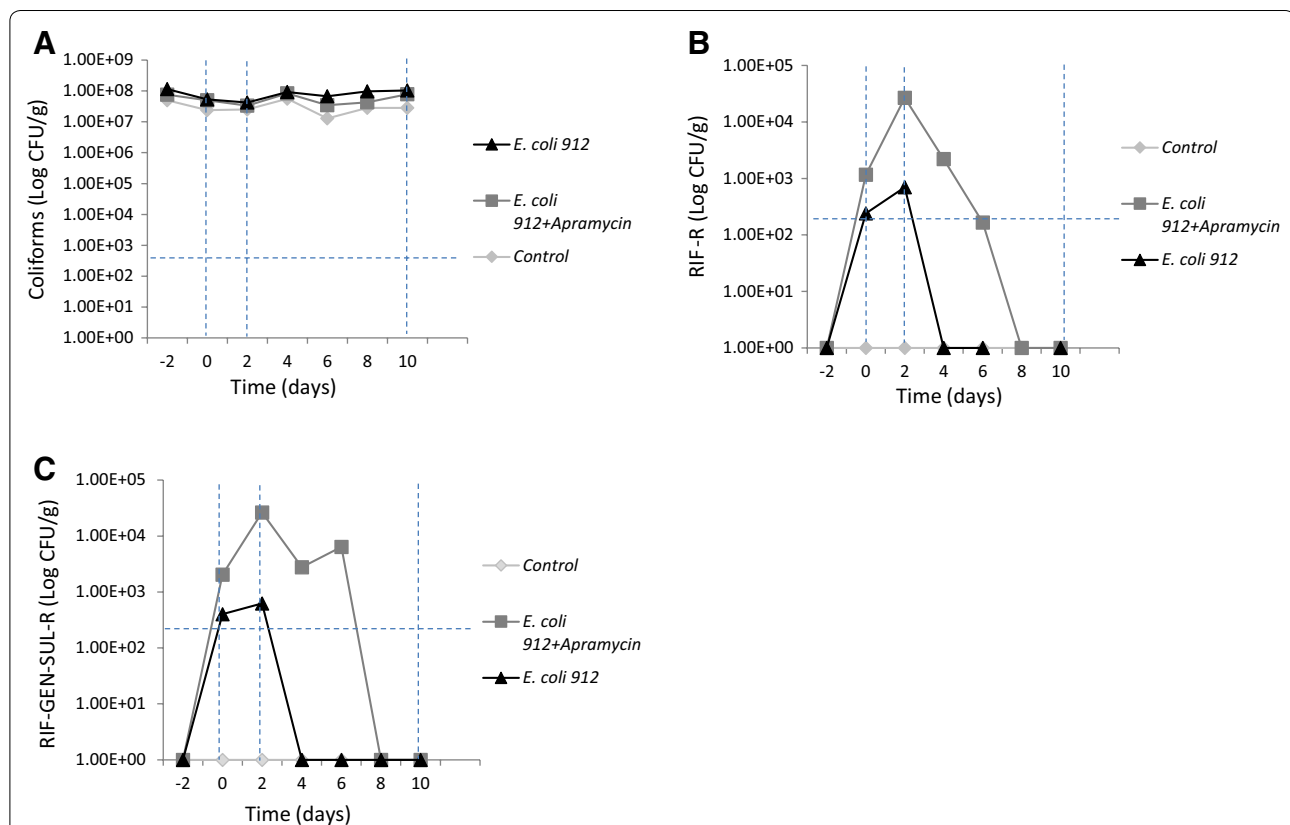 A
Coliforms (Log CFU/g)
1.00E+09
1.00E+08
1.00E+07
1.00E+06
1.00E+05
1.00E+04
1.00E+03
1.00E+02
1.00E+01
1.00E+00
-2 0 2 4 6 8 10
Time (days)
E. coli 912
E. coli
912+Apramycin
Control
B
RIF -R (Log CFU/g)
1.00E+05
1.00E+04
1.00E+03
1.00E+02
1.00E+01
1.00E+00
-2 0 2 4 6 8 10
Time (days)
Control
E. coli
912+Apramycin
E. coli 912
C
RIF-GEN-SUL-R (Log CFU/g)
1.00E+05
1.00E+04
1.00E+03
1.00E+02
1.00E+01
1.00E+00
-2 0 2 4 6 8 10
Time (days)
Control
E. coli
912+Apramycin
E. coli 912